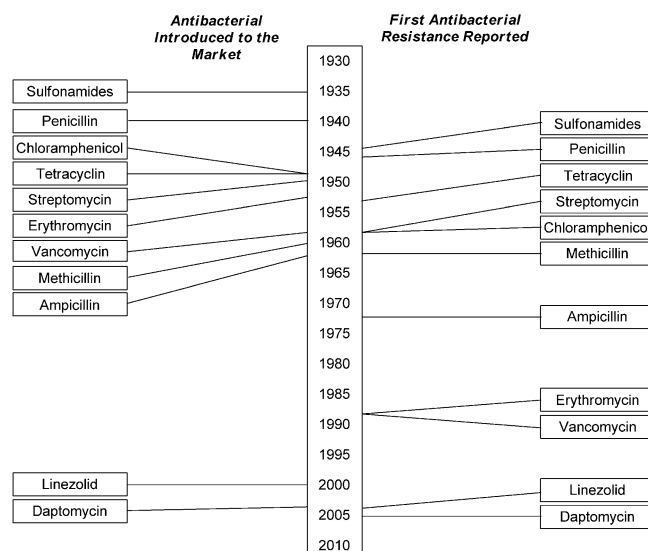 Antibacterial
Introduced to the
Market
First Antibacterial
Resistance Reported
Sulfonamides
Penicillin
Chloramphenicol
Tetracyclin
Streptomycin
Erythromycin
Vancomycin
Methicillin
Ampicillin
Linezolid
Daptomycin
1930
1935
1940
1945
1950
1955
1960
1965
1970
1975
1980
1985
1990
1995
2000
2005
2010
Sulfonamides
Penicillin
Tetracyclin
Streptomycin
Chloramphenico
Methicillin
Ampicillin
Erythromycin
Vancomycin
Linezolid
Daptomycin